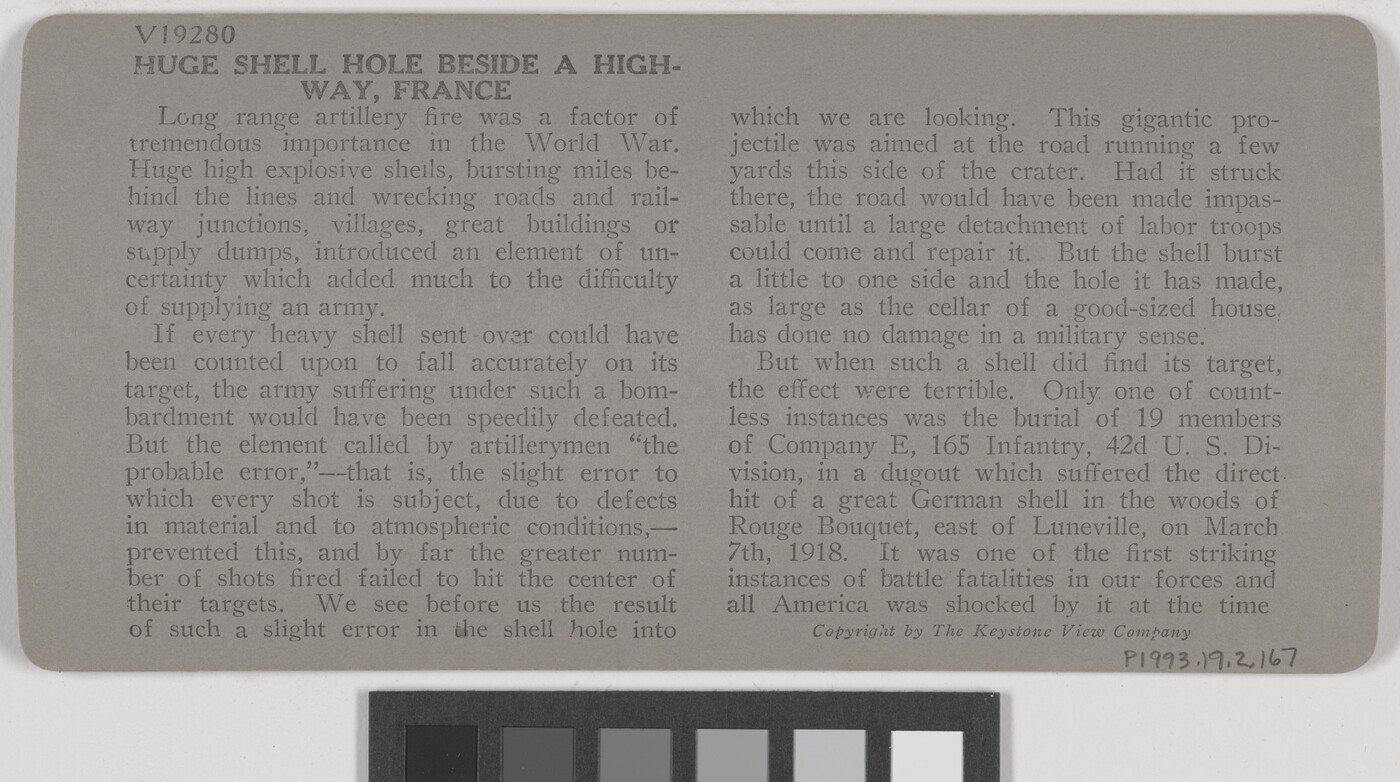 V19280
HUGE SHELL HOLE BESIDE A HIGH-
WAY, FRANCE
Long range artillery fire was a factor of
tremendous importance in the World War.
Huge high explosive shells, bursting miles be-
hind the lines and wrecking roads and rail-
way junctions, villages, great buildings or
supply dumps, introduced an element of un-
certainty which added much to the difficulty
of supplying an army.
If every heavy shell sent over could have
been counted upon to fall accurately on its
target, the army suffering under such a bom-
bardment would have been speedily defeated.
But the element called by artillerymen “the
probable error,”—that is, the slight error to
which every shot is subject, due to defects
in material and to atmospheric conditions,—
prevented this, and by far the greater num-
ber of shots fired failed to hit the center of
their targets. We see before us the result
of such a slight error in the shell hole into
which we are looking. This gigantic pro-
jectile was aimed at the road running a few
yards this side of the crater. Had it struck
there, the road would have been made impas-
sable until a large detachment of labor troops
could come and repair it. But the shell burst
a little to one side and the hole it has made,
as large as the cellar of a good-sized house,
has done no damage in a military sense.
But when such a shell did find its target,
the effect were terrible. Only one of count-
less instances was the burial of 19 members
of Company E, 165 Infantry, 42d U. S. Di-
vision, in a dugout which suffered the direct
hit of a great German shell in the woods of
Rouge Bouquet, east of Luneville, on March
7th, 1918. It was one of the first striking
instances of battle fatalities in our forces and
all America was shocked by it at the time
Copyright by The Keystone View Company
P1993.19.2.167